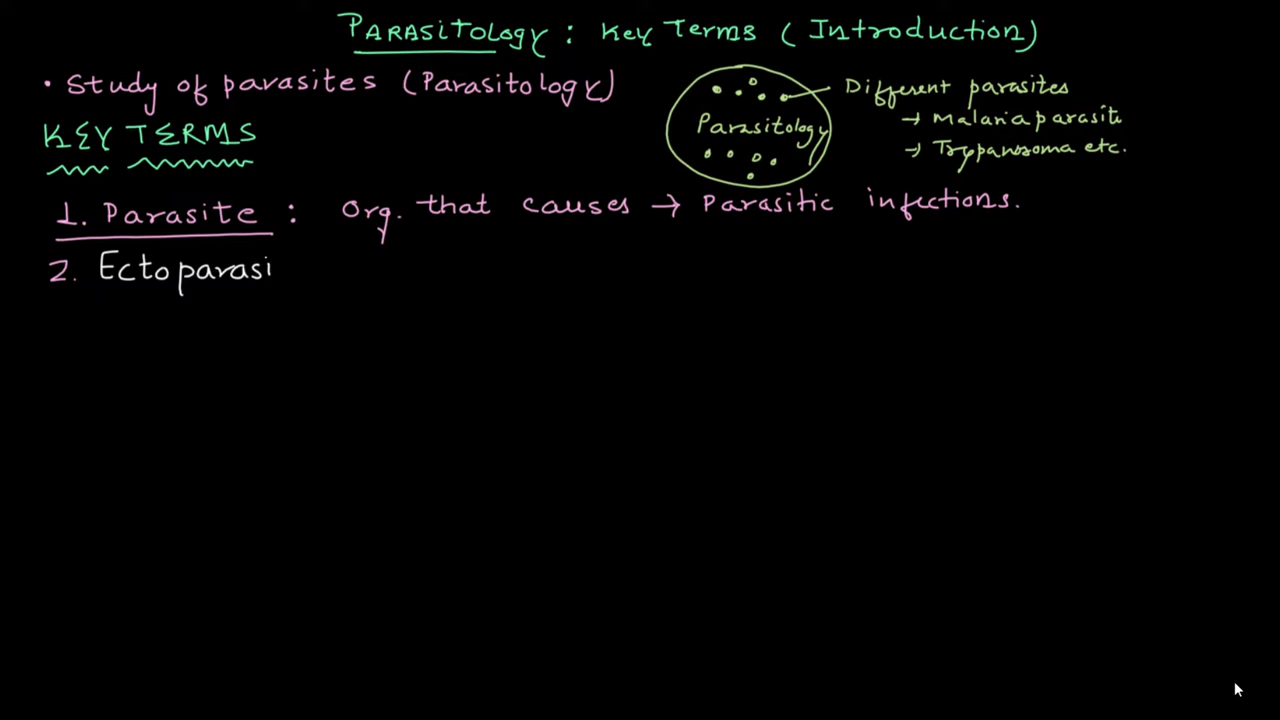 PARASITOLOGY : KEY TERMS ( Introduction )
• Study of parasites ( Parasitology )
KEY TERMS
Parasitology
Different parasites
→ Malaria parasite
→ Trypanosoma etc.
1. Parasite : Org. that causes → Parasitic infections.
2. Ectoparasi